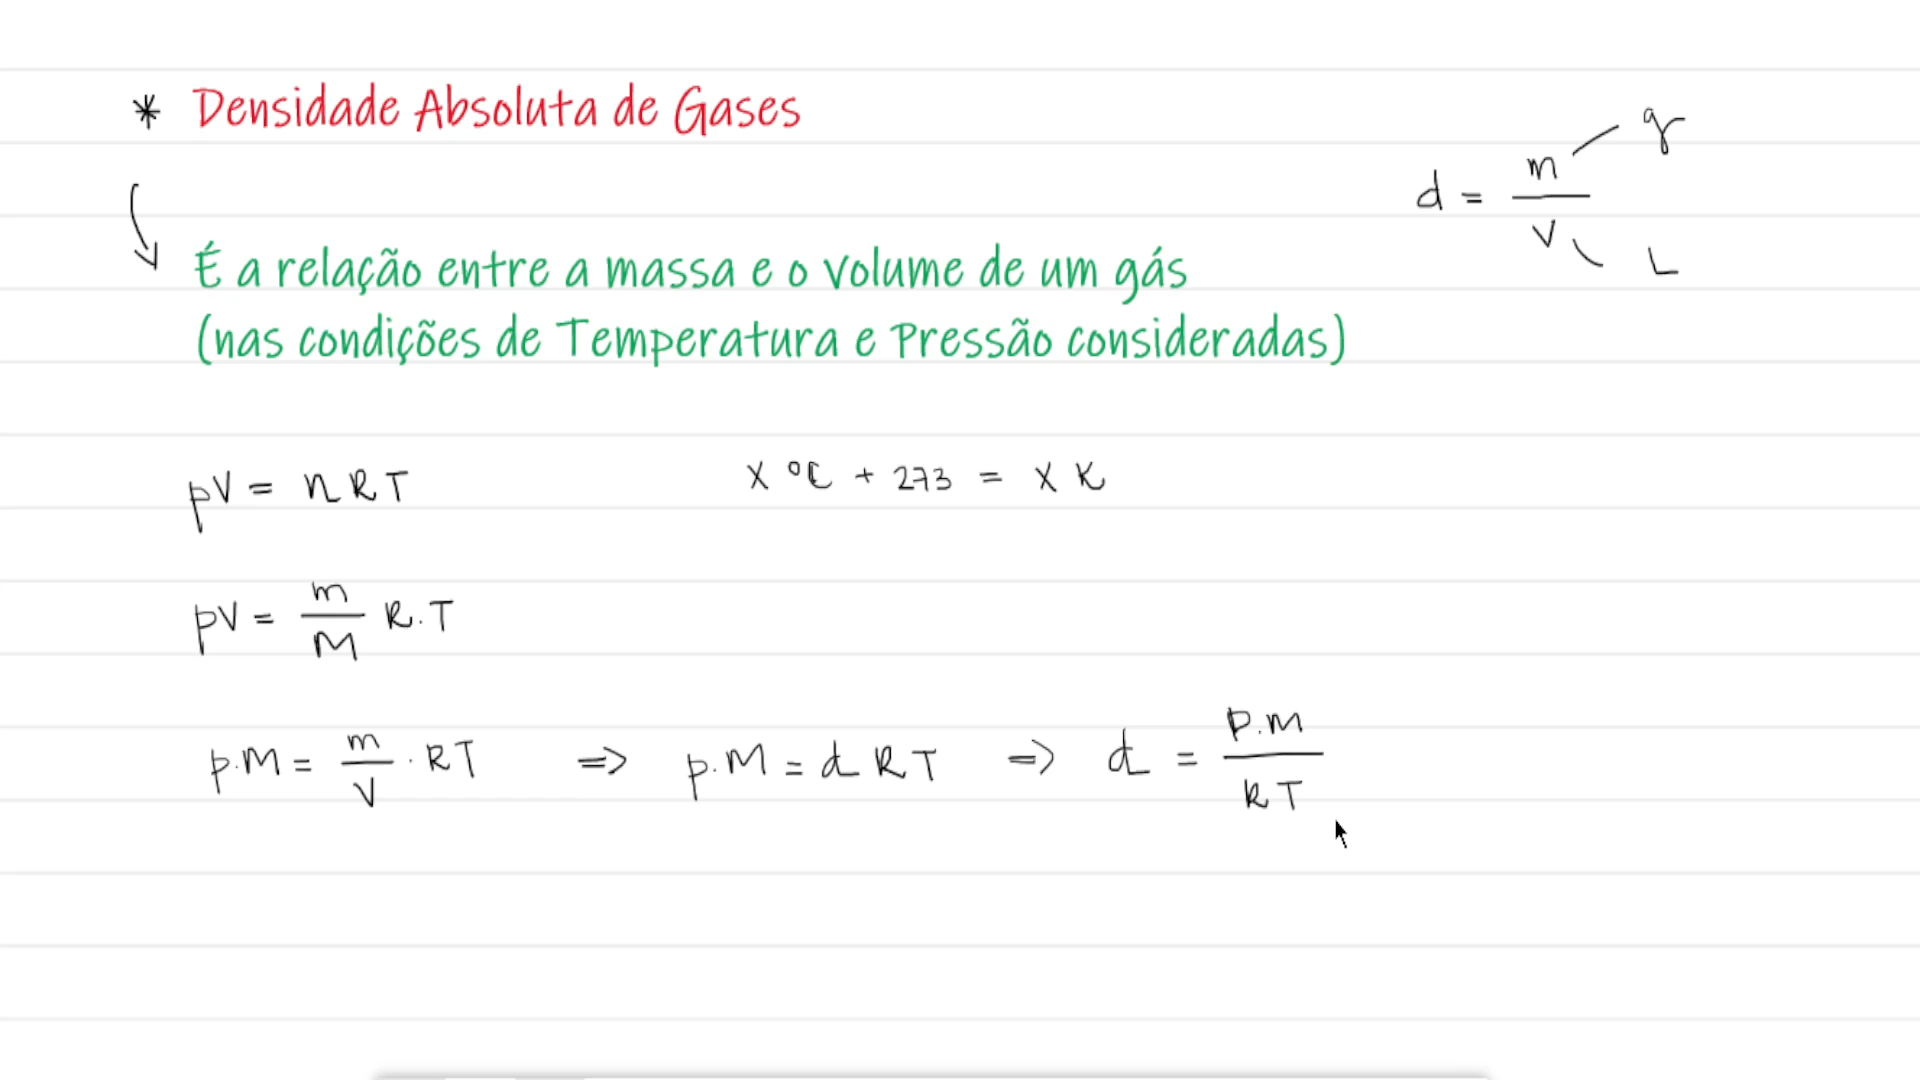 * Densidade Absoluta de Gases
d = m/V
g
L
É a relação entre a massa e o volume de um gás
(nas condições de Temperatura e Pressão consideradas)
pV = nRT
X °C + 273 = X K
pV = m/M R.T
p.M = m/V . RT => p.M = d RT => d = P.M/RT